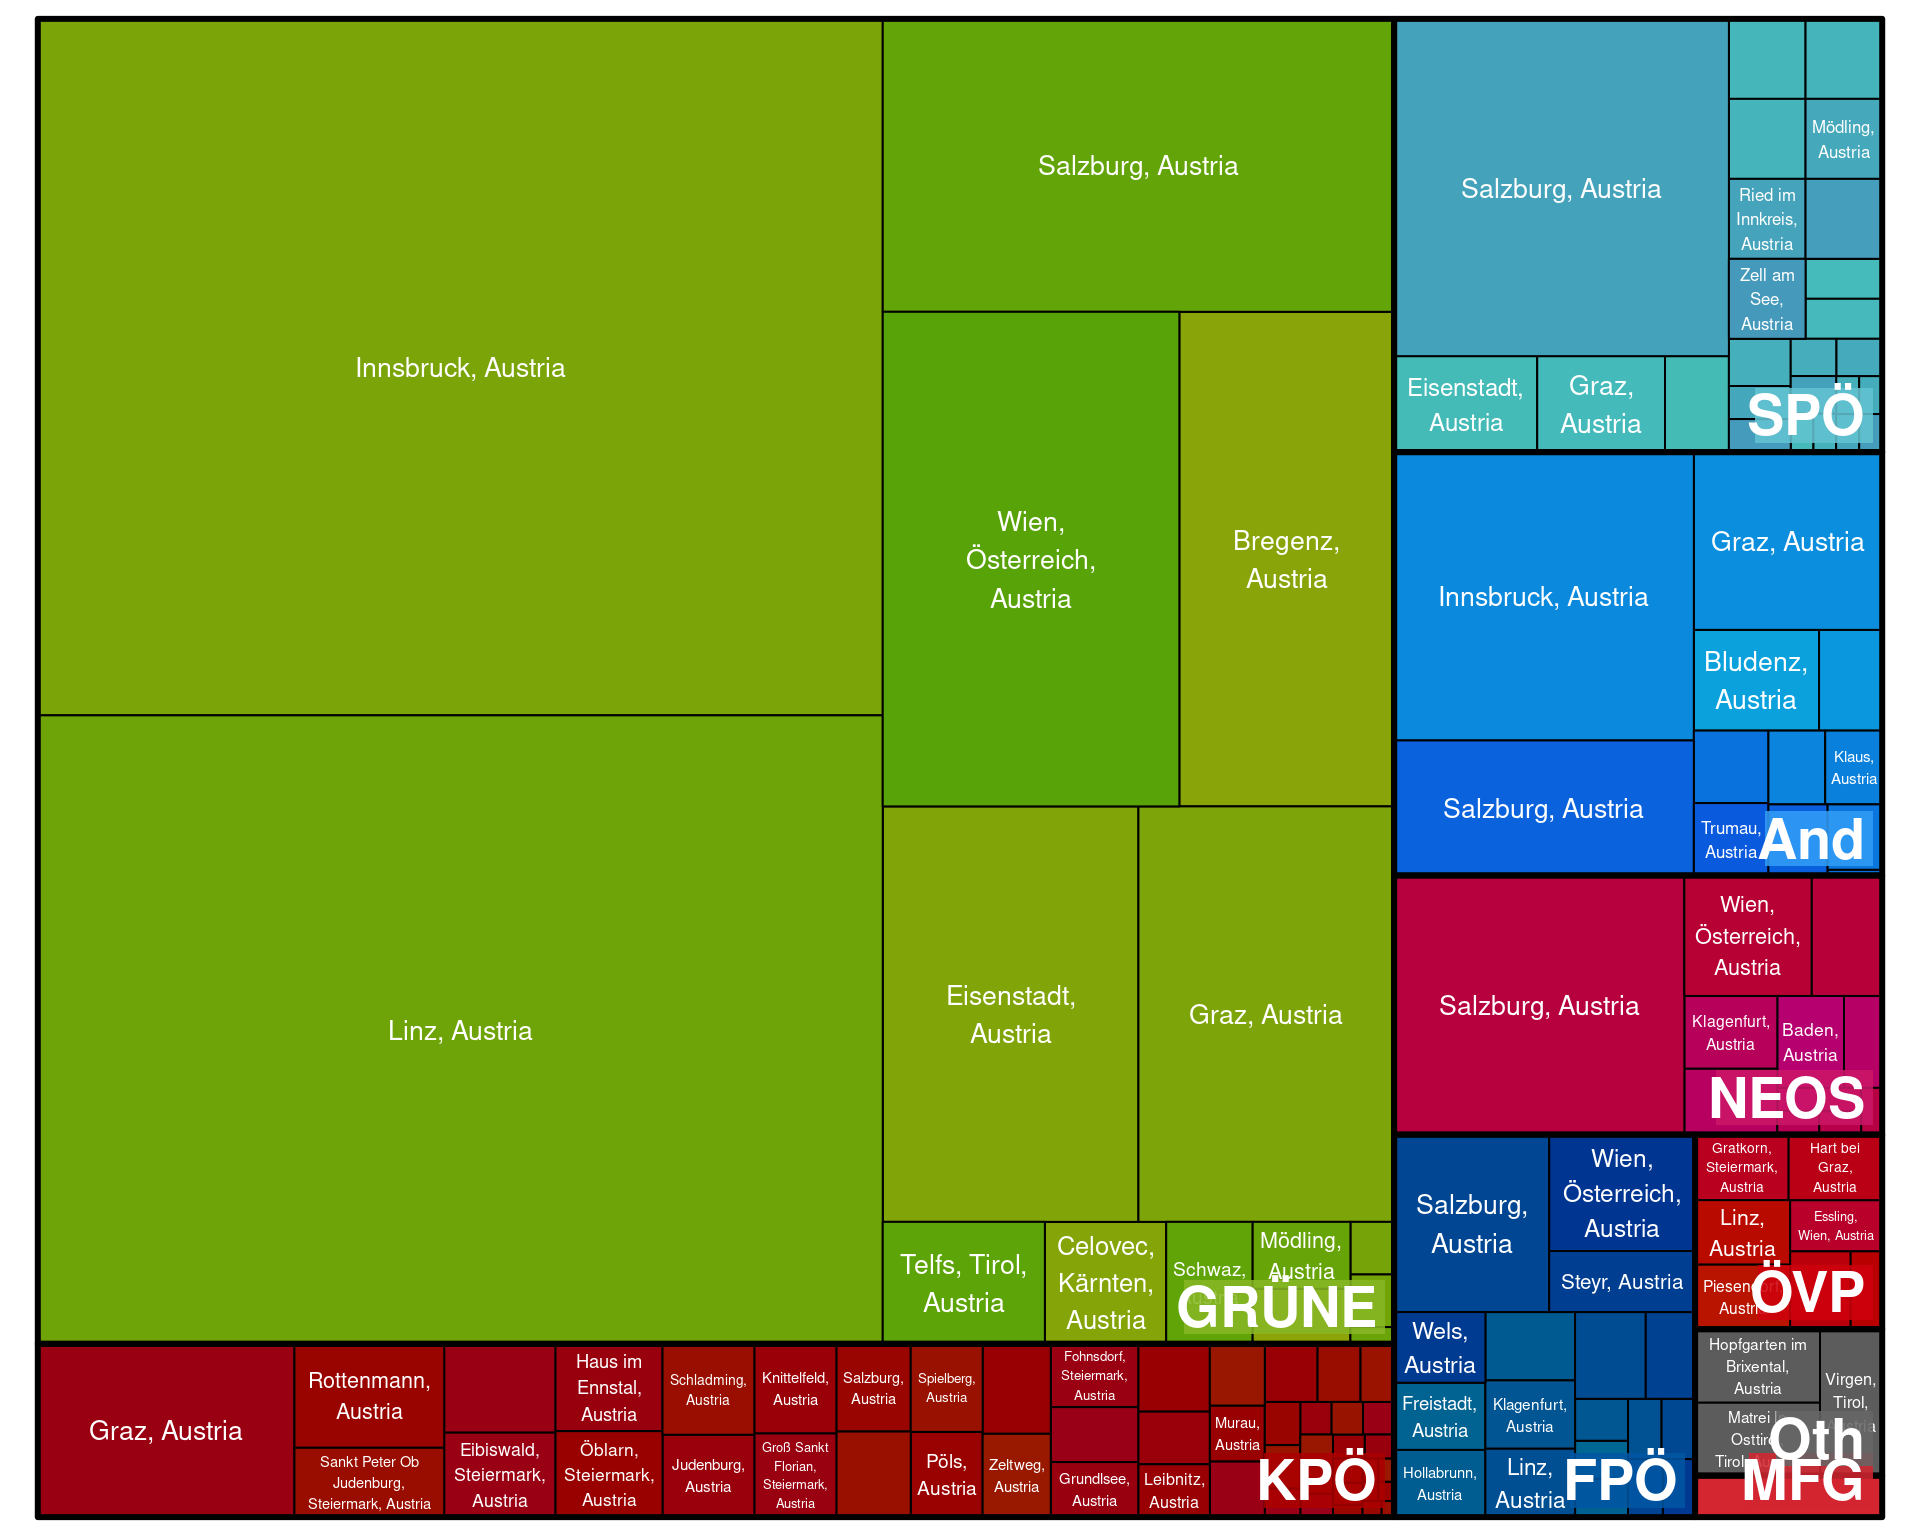 Innsbruck, Austria
Linz, Austria
Salzburg, Austria
Wien,
Österreich,
Austria
Bregenz,
Austria
Eisenstadt,
Austria
Graz, Austria
Telfs, Tirol,
Austria
Celovec,
Kärnten,
Austria
Schwaz,
Mödling,
Austria
GRÜNE
Salzburg, Austria
Eisenstadt,
Austria
Graz,
Austria
Mödling,
Austria
Ried im
Innkreis,
Austria
Zell am
See,
Austria
SPÖ
Innsbruck, Austria
Graz, Austria
Bludenz,
Austria
Salzburg, Austria
Klaus,
Austria
Trumau,
Austria
And
Salzburg, Austria
Wien,
Österreich,
Austria
Klagenfurt,
Austria
Baden,
Austria
NEOS
Graz, Austria
Rottenmann,
Austria
Sankt Peter Ob
Judenburg,
Steiermark, Austria
Eibiswald,
Steiermark,
Austria
Haus im
Ennstal,
Austria
Öblarn,
Steiermark,
Austria
Schladming,
Austria
Judenburg,
Austria
Knittelfeld,
Austria
Groß Sankt
Florian,
Steiermark,
Austria
Salzburg,
Austria
Spielberg,
Austria
Pöls,
Austria
Zeltweg,
Austria
Fohnsdorf,
Steiermark,
Austria
Grundlsee,
Austria
Leibnitz,
Austria
Murau,
Austria
KPÖ
Salzburg,
Austria
Wien,
Österreich,
Austria
Steyr, Austria
Wels,
Austria
Freistadt,
Austria
Hollabrunn,
Austria
Klagenfurt,
Austria
Linz,
Austria
FPÖ
Gratkorn,
Steiermark,
Austria
Hart bei
Graz,
Austria
Linz,
Austria
Essling,
Wien, Austria
ÖVP
Hopfgarten im
Brixental,
Austria
Virgen,
Tirol,
Matrei
Oth
MFG